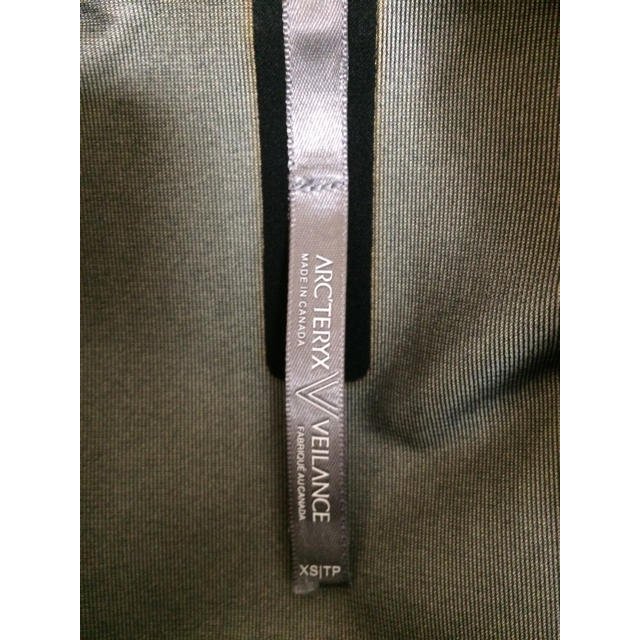 ARC'TERYX VEILANCE
MADE IN CANADA
FABRIQUÉ AU CANADA
XS|TP